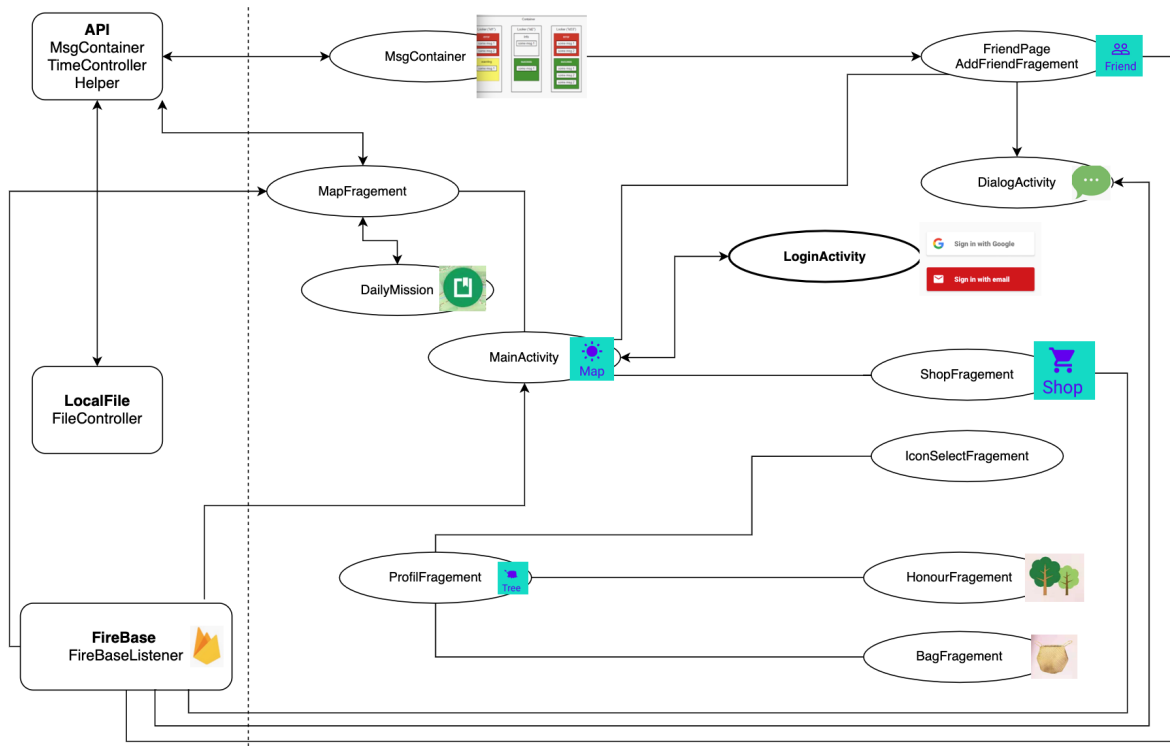 API
MsgContainer
TimeController
Helper
MsgContainer
FriendPage
AddFriendFragement
Friend
MapFragement
DialogActivity
LoginActivity
Sign in with Google
Sign in with email
DailyMission
MainActivity
Map
ShopFragement
Shop
LocalFile
FileController
IconSelectFragement
ProfilFragement
Tree
HonourFragement
FireBase
FireBaseListener
BagFragement